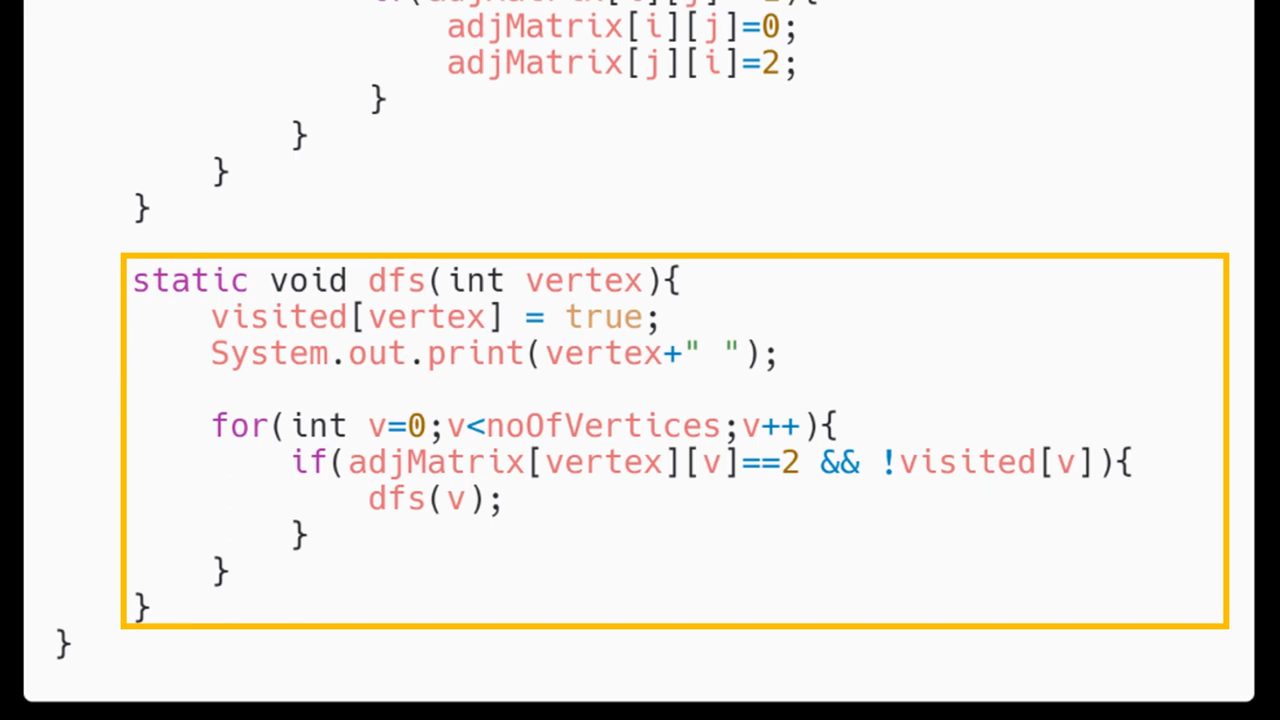 adjMatrix[i][j]=0;
adjMatrix[j][i]=2;
}
}
}
}
static void dfs(int vertex){
visited[vertex] = true;
System.out.print(vertex+" ");
for(int v=0;v<noOfVertices;v++){
if(adjMatrix[vertex][v]==2 && !visited[v]){
dfs(v);
}
}
}
}